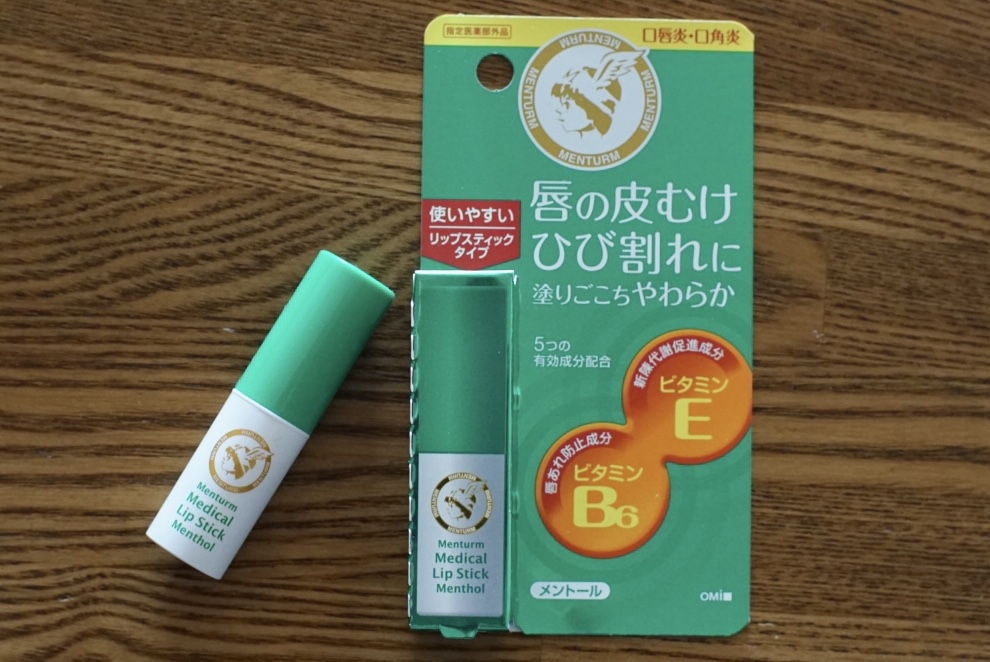 指定医薬部外品
口唇炎・口角炎
MENTURM
MENTURM
MENTURM
MENTURM
唇の皮むけ
ひび割れに
塗りごこちやわらか
使いやすい
リップスティック
タイプ
5つの
有効成分配合
新陳代謝促進成分
ビタミン
E
唇あれ防止成分
ビタミン
B6
メントール
OMI
MENTURM
MENTURM
MENTURM
MENTURM
Menturm
Medical
Lip Stick
Menthol
Menturm
Medical
Lip Stick
Menthol